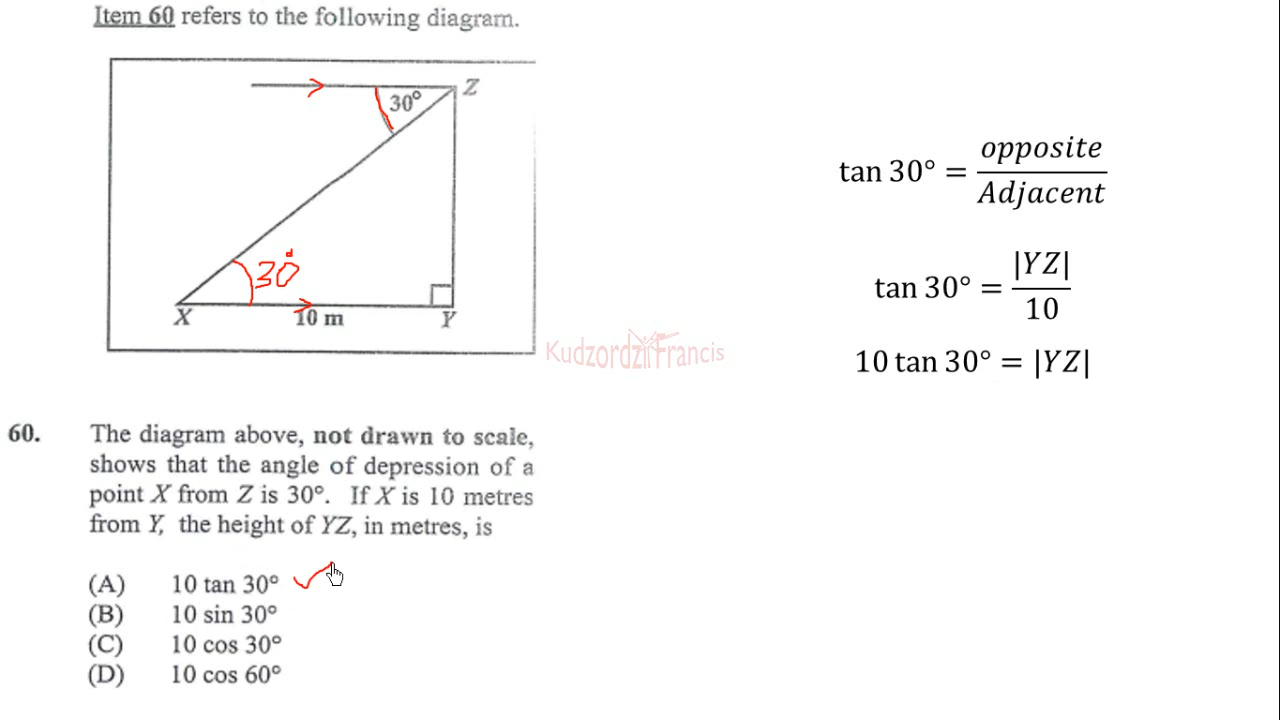 Item 60 refers to the following diagram.
Z
30°
30°
X
10 m
Y
tan 30° = opposite / Adjacent
tan 30° = |YZ| / 10
10 tan 30° = |YZ|
Kudzordzi Francis
60. The diagram above, not drawn to scale,
shows that the angle of depression of a
point X from Z is 30°. If X is 10 metres
from Y, the height of YZ, in metres, is
(A) 10 tan 30°
(B) 10 sin 30°
(C) 10 cos 30°
(D) 10 cos 60°